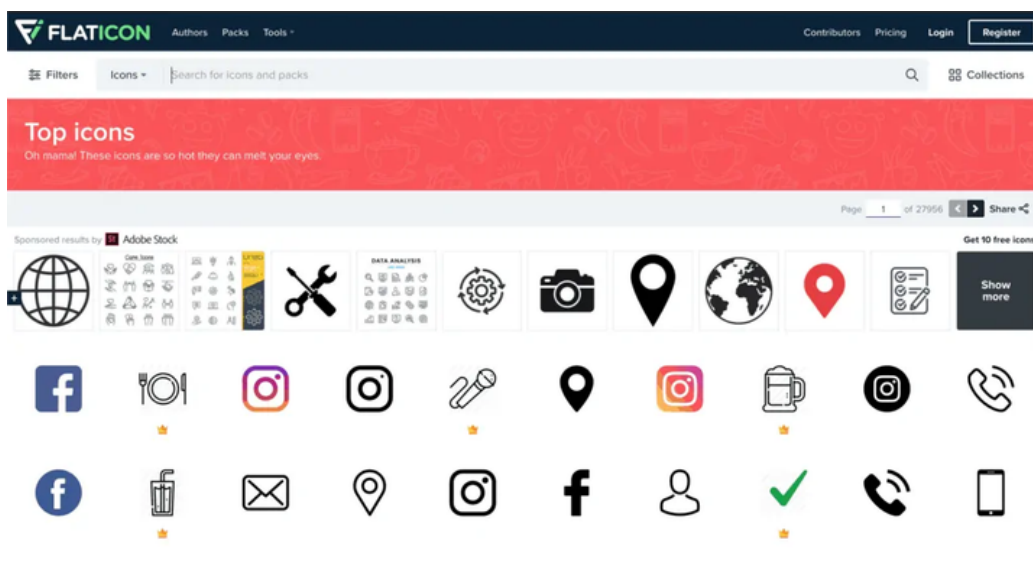 FLATICON Authors Packs Tools Contributors Pricing Login Register
Filters Icons Search for icons and packs Collections
Top icons
Oh mama! These icons are so hot they can melt your eyes.
Page 1 of 27956 Share
Sponsored results by St Adobe Stock Get 10 free icons
DATA ANALYSIS
Show
more